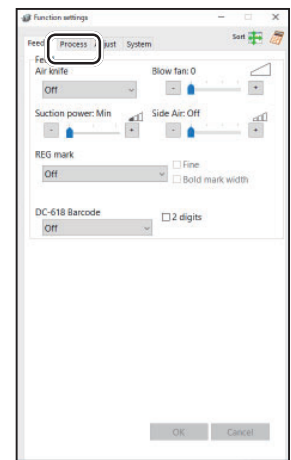 Function settings
Feed Process Adjust System Sort
Feed
Air knife Blow fan: 0
Off - +
Suction power: Min Side Air: Off
- + - +
REG mark
Off Fine
Bold mark width
DC-618 Barcode 2 digits
Off
OK Cancel